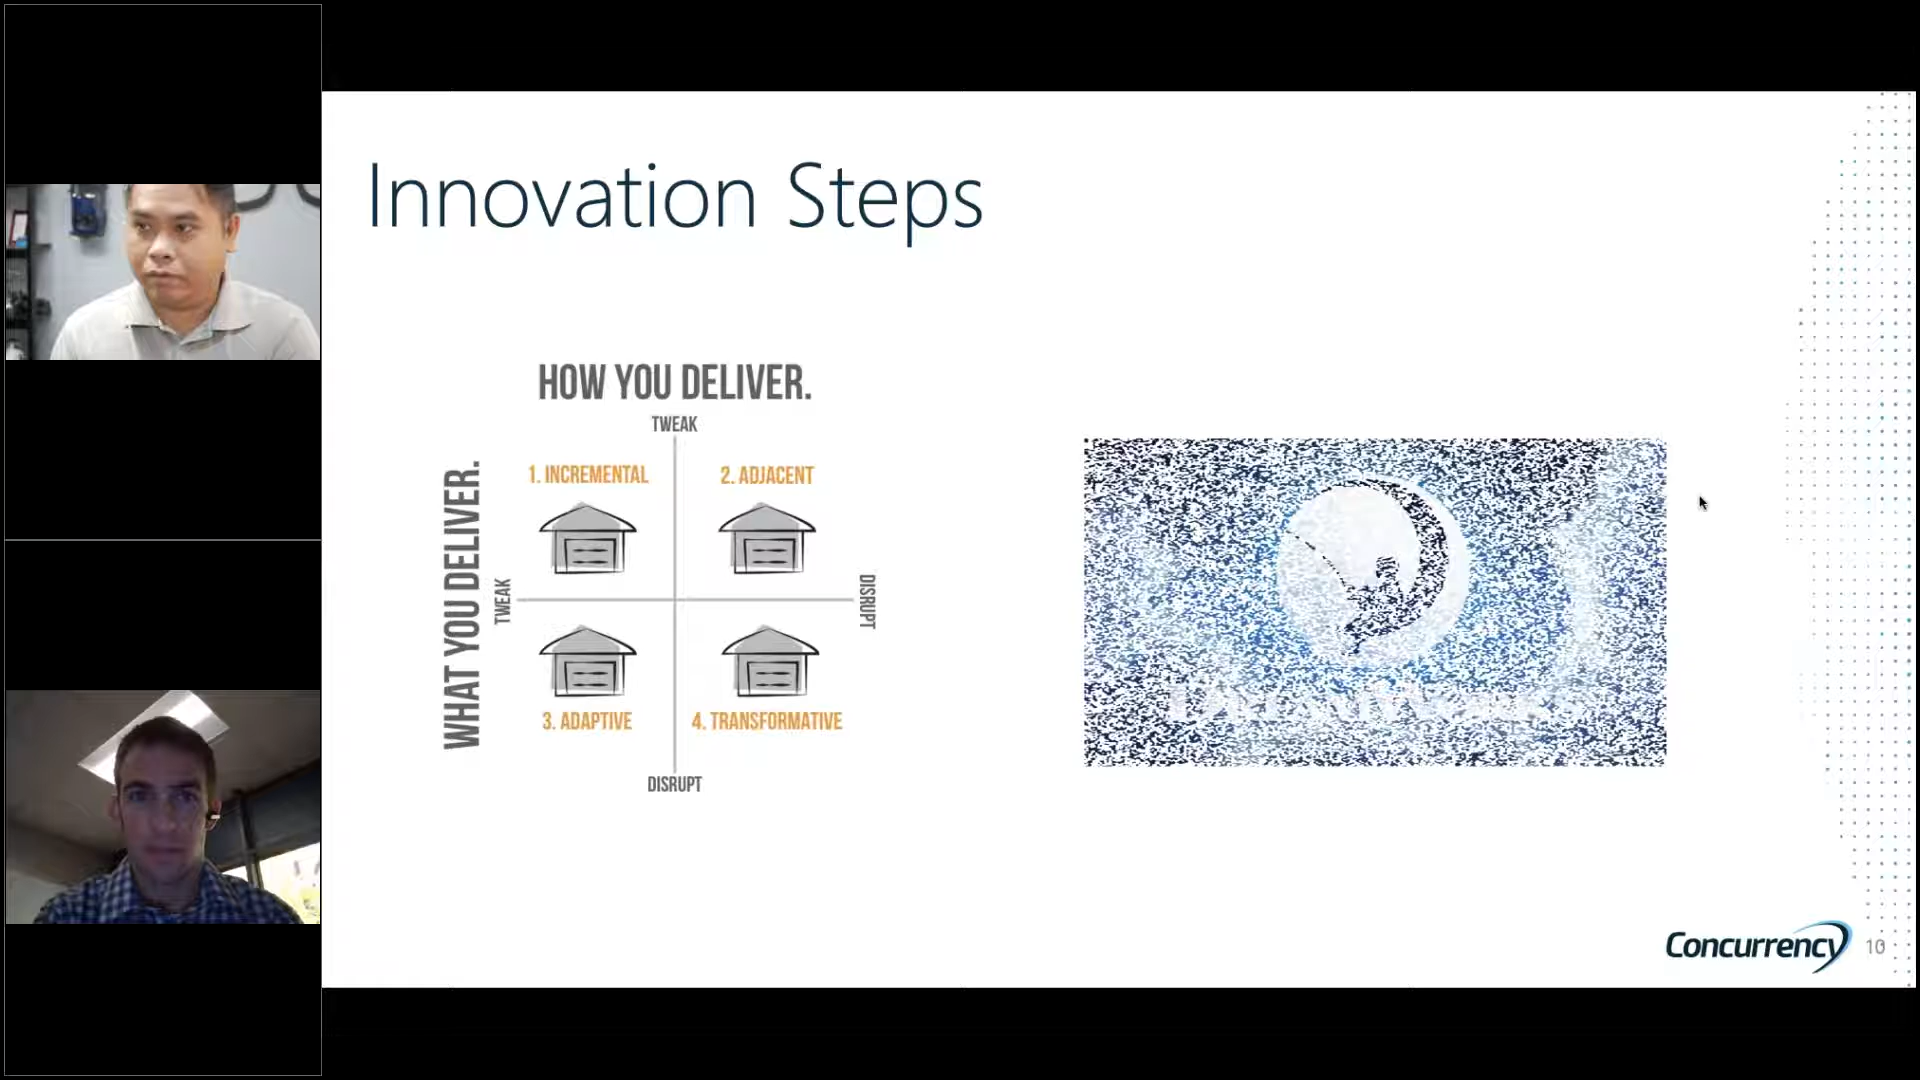 Innovation Steps
HOW YOU DELIVER.
TWEAK
1. INCREMENTAL
2. ADJACENT
WHAT YOU DELIVER.
TWEAK
DISRUPT
3. ADAPTIVE
4. TRANSFORMATIVE
DISRUPT
Concurrency
10